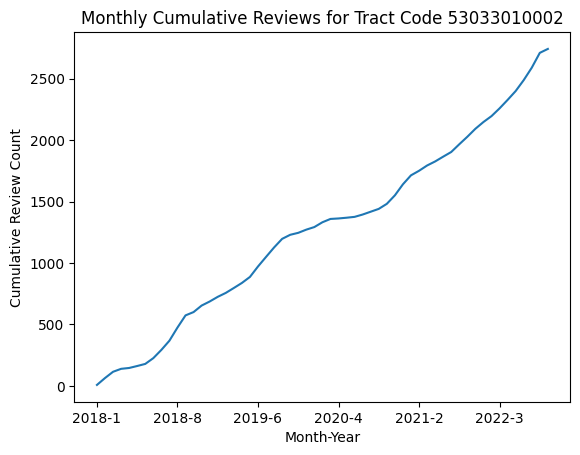 Monthly Cumulative Reviews for Tract Code 53033010002
2500
2000
1500
1000
500
0
Cumulative Review Count
2018-1 2018-8 2019-6 2020-4 2021-2 2022-3
Month-Year